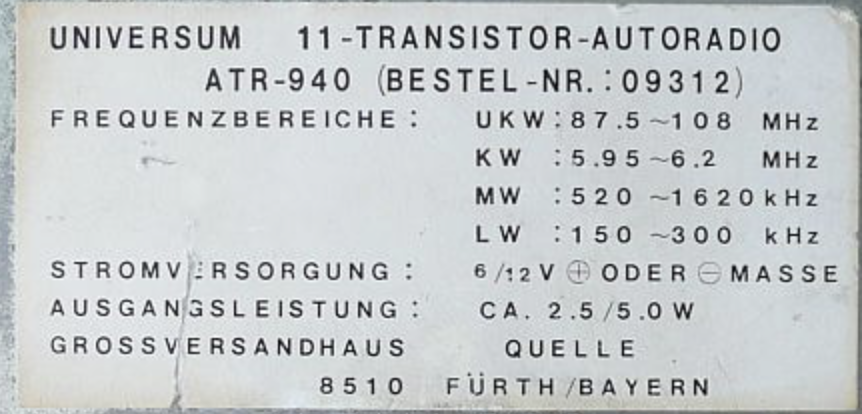 UNIVERSUM 11-TRANSISTOR-AUTORADIO
ATR-940 (BESTEL-NR.:09312)
FREQUENZBEREICHE: UKW:87.5~108 MHz
KW :5.95~6.2 MHz
MW :520 ~1620kHz
LW :150 ~300 kHz
STROMVERSORGUNG: 6/12V ⊕ ODER ⊖ MASSE
AUSGANGSLEISTUNG: CA. 2.5/5.0W
GROSSVERSANDHAUS QUELLE
8510 FÜRTH/BAYERN